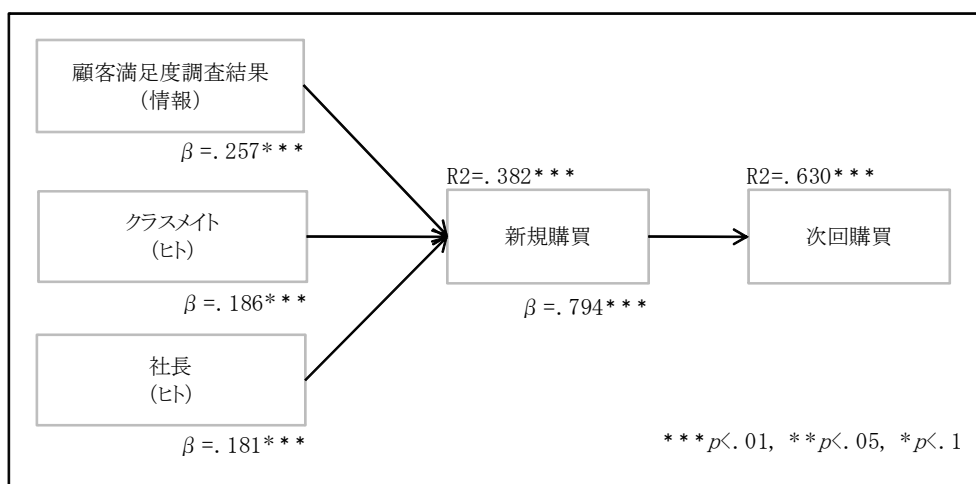 顧客満足度調査結果
(情報)
β=.257***
クラスメイト
(ヒト)
β=.186***
社長
(ヒト)
β=.181***
R2=.382***
新規購買
β=.794***
R2=.630***
次回購買
***p<.01, **p<.05, *p<.1